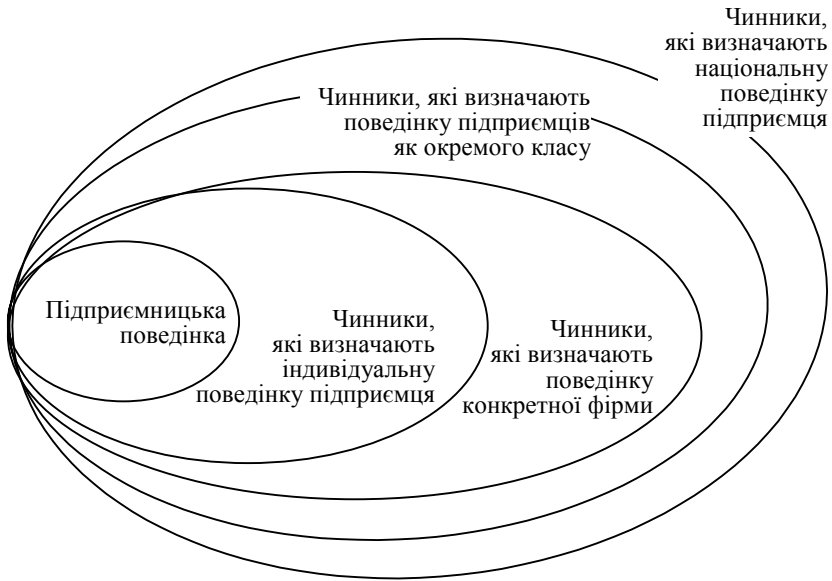 Чинники,
які визначають
національну
поведінку
підприємця
Чинники, які визначають
поведінку підприємців
як окремого класу
Підприємницька
поведінка
Чинники,
які визначають
індивідуальну
поведінку підприємця
Чинники,
які визначають
поведінку
конкретної фірми